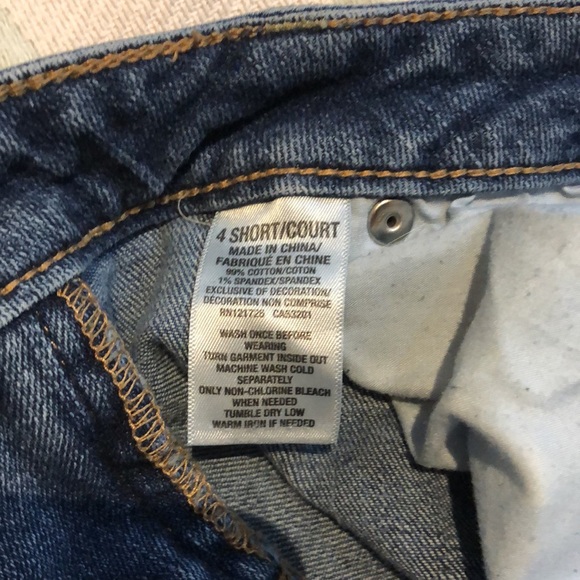 4 SHORT/COURT
MADE IN CHINA/
FABRIQUÉ EN CHINE
99% COTTON/COTON
1% SPANDEX/SPANDEX
EXCLUSIVE OF DECORATION/
DÉCORATION NON COMPRISE
RN121728 CA53201
WASH ONCE BEFORE
WEARING
TURN GARMENT INSIDE OUT
MACHINE WASH COLD
SEPARATELY
ONLY NON-CHLORINE BLEACH
WHEN NEEDED
TUMBLE DRY LOW
WARM IRON IF NEEDED